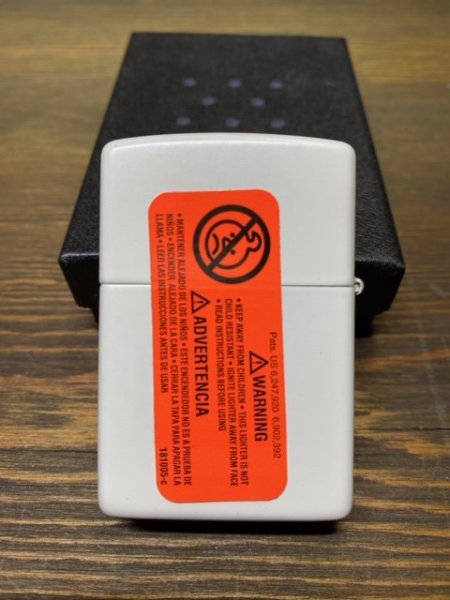 Pats. US 6,247,920 6,902,392
⚠ WARNING
• KEEP AWAY FROM CHILDREN • THIS LIGHTER IS NOT
CHILD RESISTANT • IGNITE LIGHTER AWAY FROM FACE
• READ INSTRUCTIONS BEFORE USING
⚠ ADVERTENCIA
• MANTENER ALEJADO DE LOS NIÑOS • ESTE ENCENDEDOR NO ES A PRUEBA DE
NIÑOS • ENCENDER ALEJADO DE LA CARA • CERRAR LA TAPA PARA APAGAR LA
LLAMA • LEER LAS INSTRUCCIONES ANTES DE USAR
181005-c